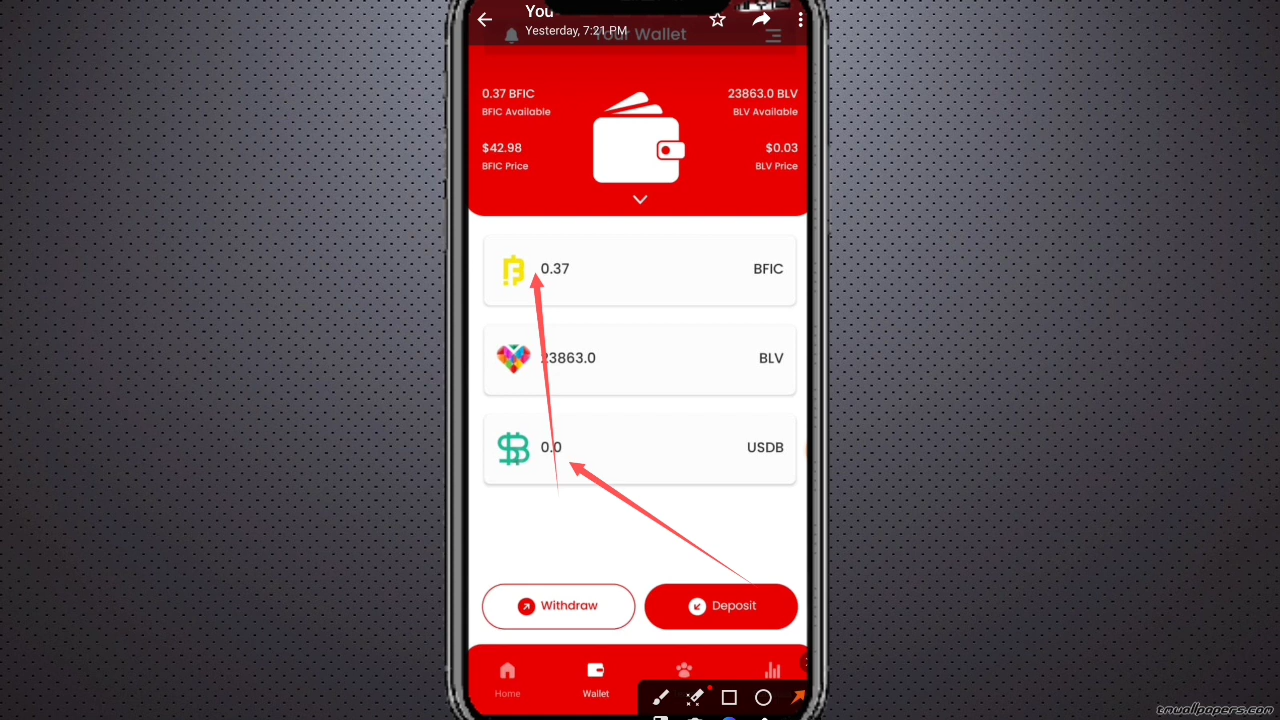 You
Yesterday, 7:21 PM
Your Wallet
0.37 BFIC
BFIC Available
23863.0 BLV
BLV Available
$42.98
BFIC Price
$0.03
BLV Price
0.37
BFIC
23863.0
BLV
0.0
USDB
Withdraw
Deposit
Home
Wallet
tmwallpapers.com